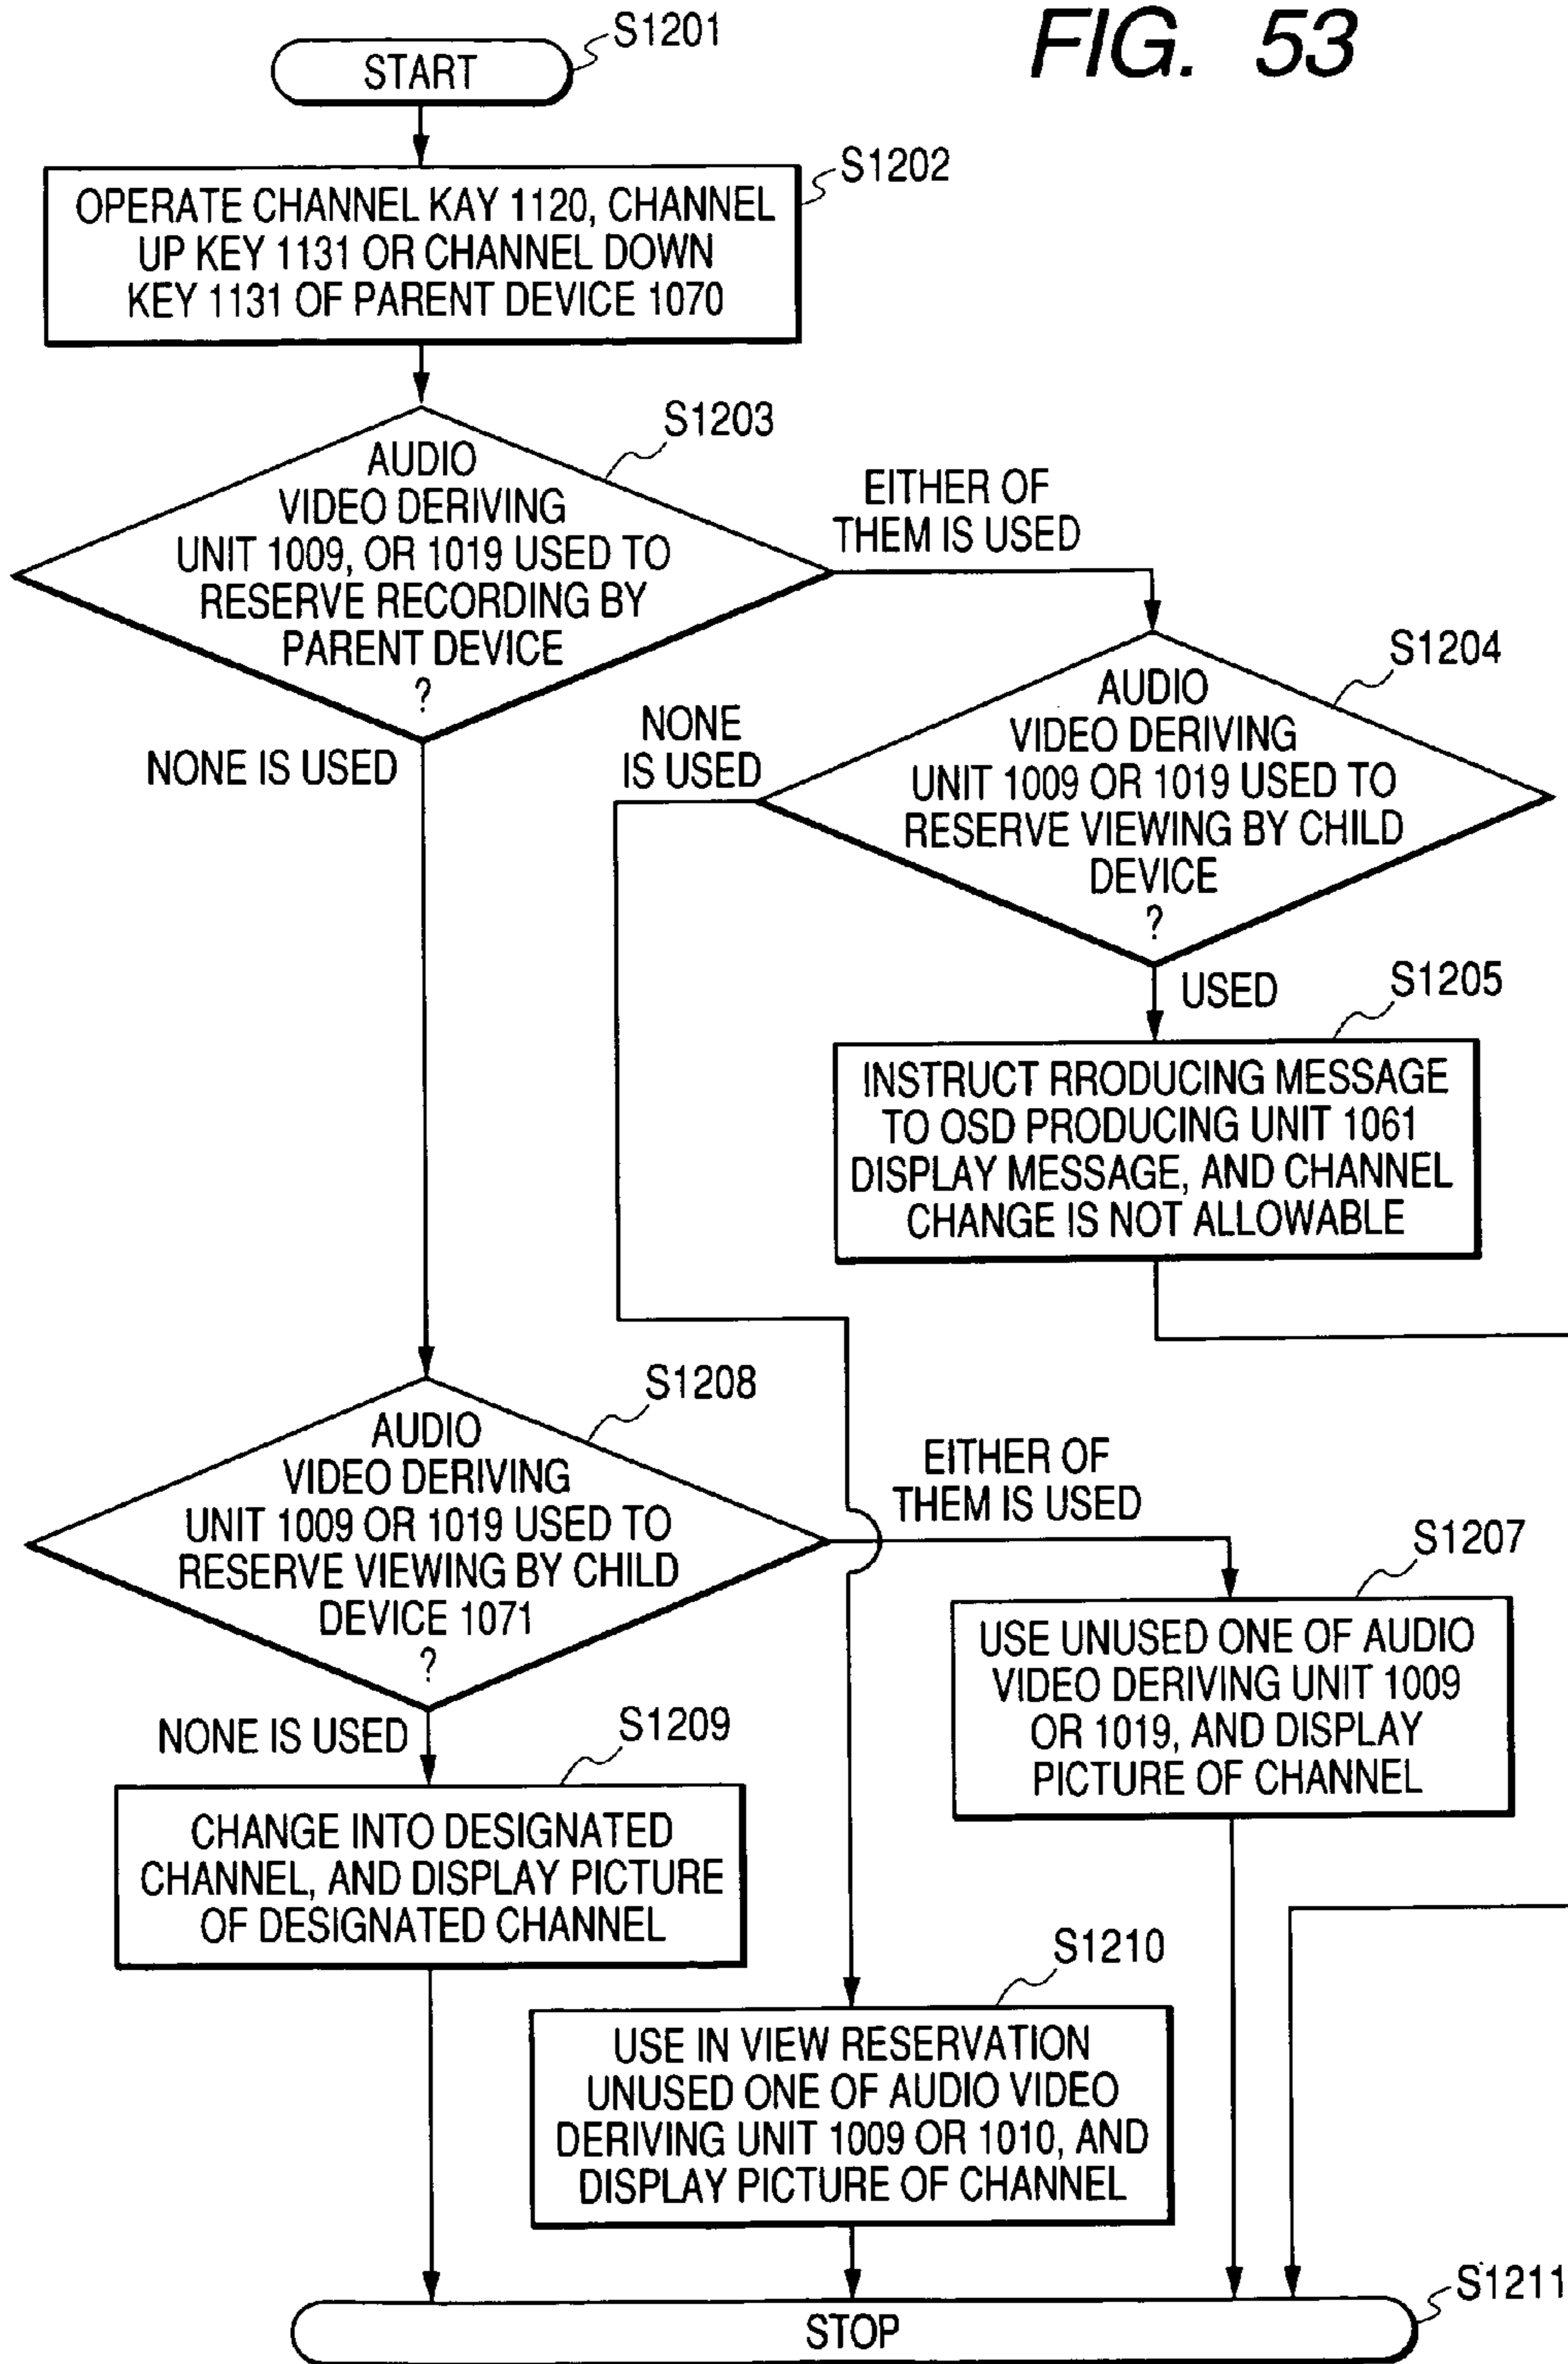 FIG. 53
START
S1201
OPERATE CHANNEL KAY 1120, CHANNEL
UP KEY 1131 OR CHANNEL DOWN
KEY 1131 OF PARENT DEVICE 1070
S1202
AUDIO
VIDEO DERIVING
UNIT 1009, OR 1019 USED TO
RESERVE RECORDING BY
PARENT DEVICE
?
S1203
EITHER OF
THEM IS USED
NONE IS USED
AUDIO
VIDEO DERIVING
UNIT 1009 OR 1019 USED TO
RESERVE VIEWING BY CHILD
DEVICE
?
S1204
NONE
IS USED
USED
S1205
INSTRUCT RRODUCING MESSAGE
TO OSD PRODUCING UNIT 1061
DISPLAY MESSAGE, AND CHANNEL
CHANGE IS NOT ALLOWABLE
AUDIO
VIDEO DERIVING
UNIT 1009 OR 1019 USED TO
RESERVE VIEWING BY CHILD
DEVICE 1071
?
S1208
EITHER OF
THEM IS USED
S1207
USE UNUSED ONE OF AUDIO
VIDEO DERIVING UNIT 1009
OR 1019, AND DISPLAY
PICTURE OF CHANNEL
NONE IS USED
S1209
CHANGE INTO DESIGNATED
CHANNEL, AND DISPLAY PICTURE
OF DESIGNATED CHANNEL
S1210
USE IN VIEW RESERVATION
UNUSED ONE OF AUDIO VIDEO
DERIVING UNIT 1009 OR 1010, AND
DISPLAY PICTURE OF CHANNEL
STOP
S1211